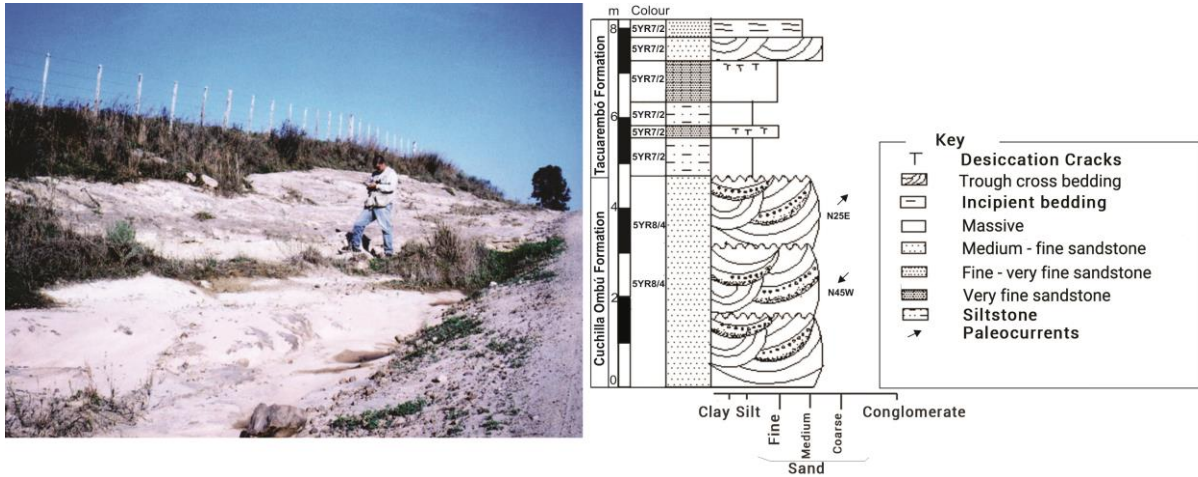 m Colour
8
5YR7/2
5YR7/2
5YR7/2
6
5YR7/2
5YR7/2
5YR7/2
4
5YR8/4
N25E
5YR8/4
N45W
2
0
Tacuarembó Formation
Cuchilla Ombú Formation
Clay Silt Fine Medium Coarse Conglomerate
Sand
Key
Desiccation Cracks
Trough cross bedding
Incipient bedding
Massive
Medium - fine sandstone
Fine - very fine sandstone
Very fine sandstone
Siltstone
Paleocurrents